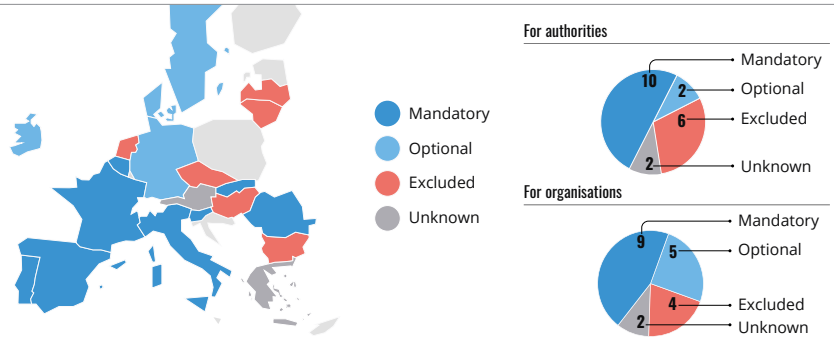 Mandatory
Optional
Excluded
Unknown
For authorities
10
2
6
2
Mandatory
Optional
Excluded
Unknown
For organisations
9
5
4
2
Mandatory
Optional
Excluded
Unknown